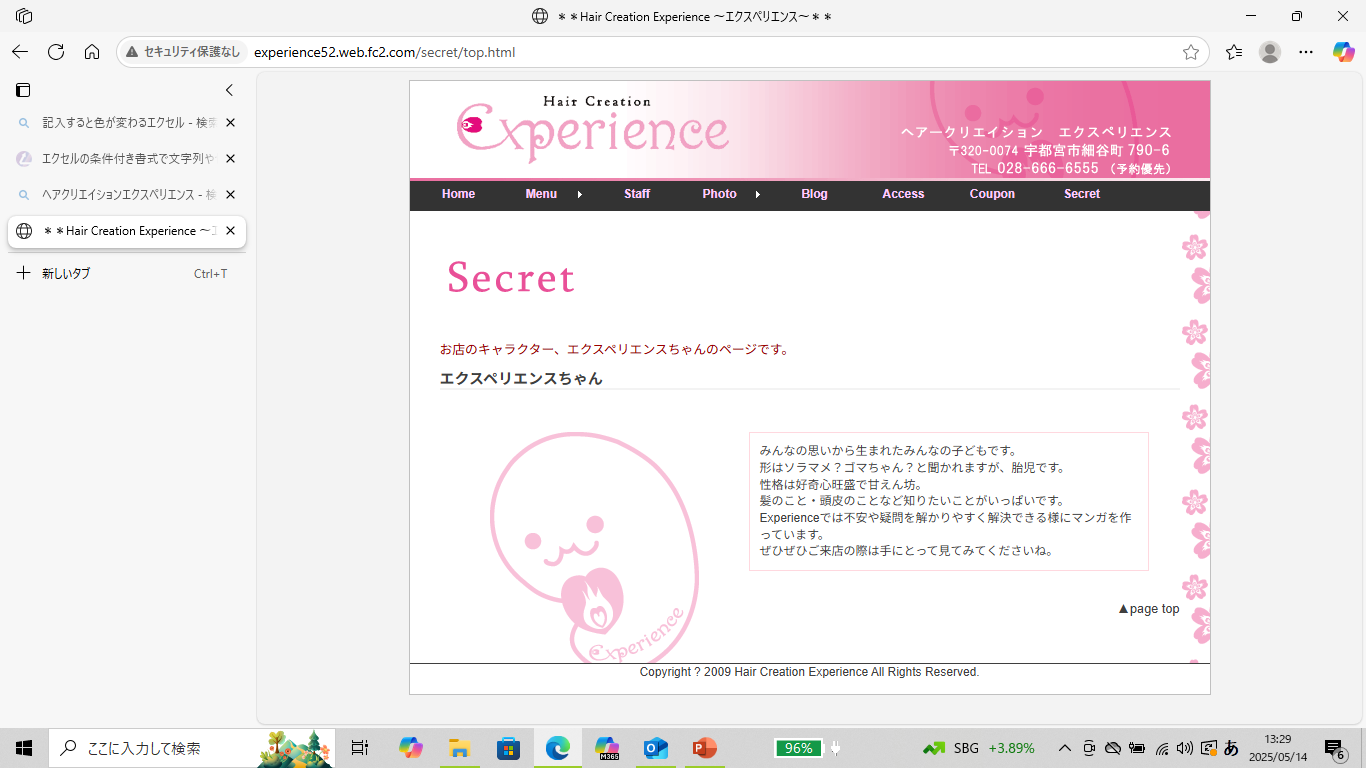 ＊＊Hair Creation Experience ～エクスペリエンス～＊＊
セキュリティ保護なし
experience52.web.fc2.com/secret/top.html
記入すると色が変わるエクセル - 検索
エクセルの条件付き書式で文字列や
ヘアクリエイションエクスペリエンス - 検
＊＊Hair Creation Experience ～エ
新しいタブ Ctrl+T
Hair Creation
Experience
ヘアークリエイション　エクスペリエンス
〒320-0074 宇都宮市細谷町 790-6
TEL 028-666-6555 （予約優先）
Home Menu Staff Photo Blog Access Coupon Secret
Secret
お店のキャラクター、エクスペリエンスちゃんのページです。
エクスペリエンスちゃん
みんなの思いから生まれたみんなの子どもです。
形はソラマメ？ゴマちゃん？と聞かれますが、胎児です。
性格は好奇心旺盛で甘えん坊。
髪のこと・頭皮のことなど知りたいことがいっぱいです。
Experienceでは不安や疑問を解かりやすく解決できる様にマンガを作
っています。
ぜひぜひご来店の際は手にとって見てみてくださいね。
Experience
▲page top
Copyright ? 2009 Hair Creation Experience All Rights Reserved.
ここに入力して検索
M365
96%
SBG +3.89%
あ
13:29
2025/05/14
6